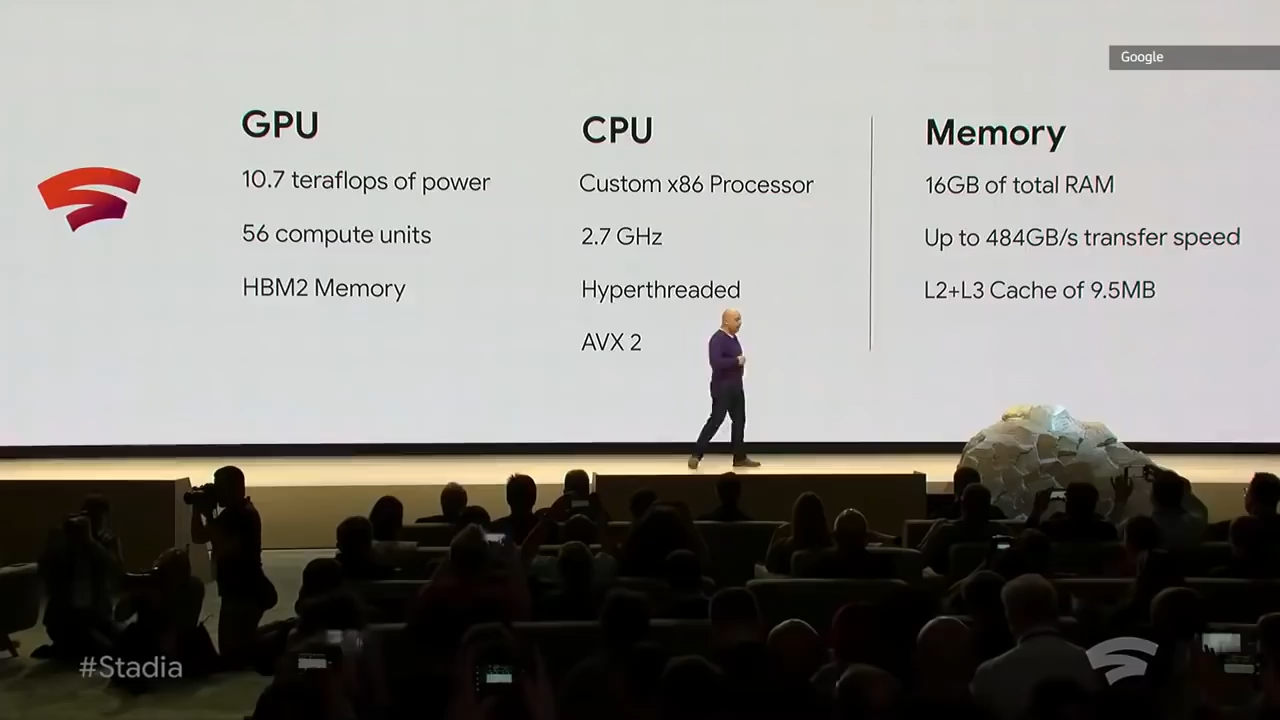 Google
GPU
10.7 teraflops of power
56 compute units
HBM2 Memory
CPU
Custom x86 Processor
2.7 GHz
Hyperthreaded
AVX 2
Memory
16GB of total RAM
Up to 484GB/s transfer speed
L2+L3 Cache of 9.5MB
#Stadia